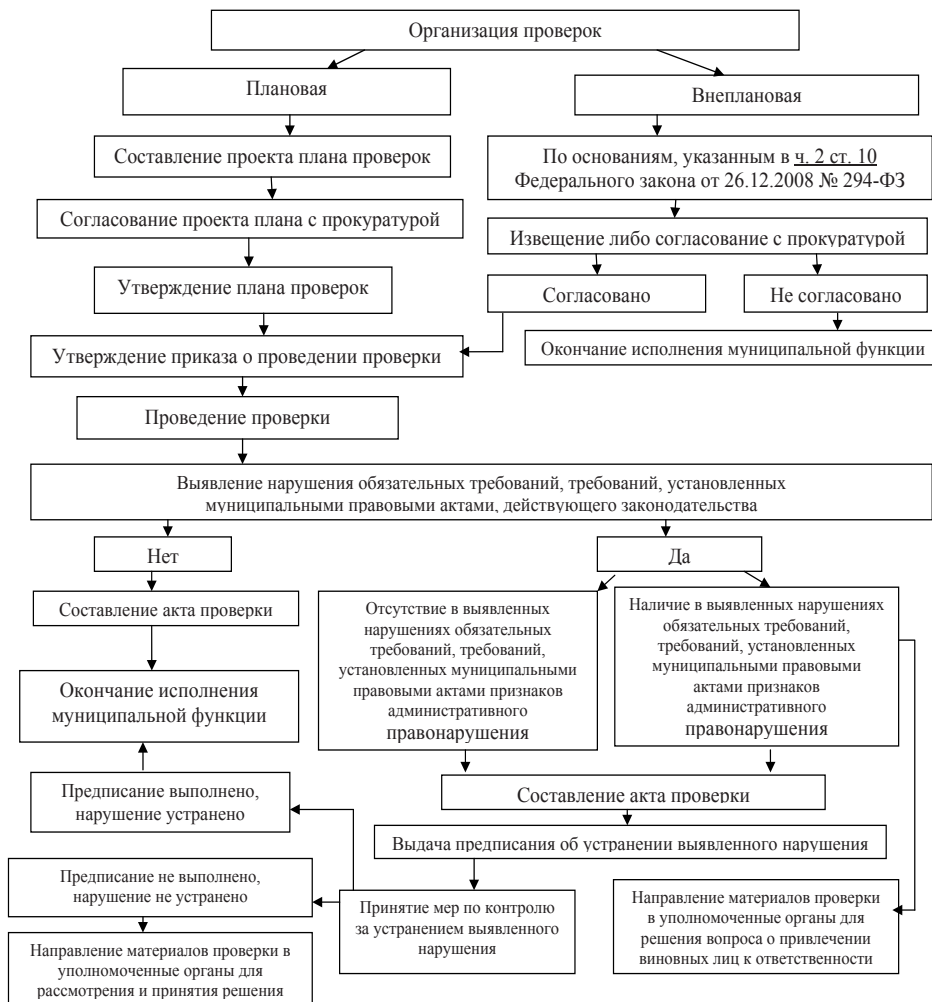 Организация проверок
Плановая
Внеплановая
Составление проекта плана проверок
По основаниям, указанным в ч. 2 ст. 10
Федерального закона от 26.12.2008 № 294-ФЗ
Согласование проекта плана с прокуратурой
Извещение либо согласование с прокуратурой
Утверждение плана проверок
Согласовано
Не согласовано
Утверждение приказа о проведении проверки
Окончание исполнения муниципальной функции
Проведение проверки
Выявление нарушения обязательных требований, требований, установленных
муниципальными правовыми актами, действующего законодательства
Нет
Да
Составление акта проверки
Отсутствие в выявленных
нарушениях обязательных
требований, требований,
установленных муниципальными
правовыми актами признаков
административного
правонарушения
Наличие в выявленных нарушениях
обязательных требований,
требований, установленных
муниципальными правовыми
актами признаков
административного
правонарушения
Окончание исполнения
муниципальной функции
Предписание выполнено,
нарушение устранено
Составление акта проверки
Выдача предписания об устранении выявленного нарушения
Предписание не выполнено,
нарушение не устранено
Принятие мер по контролю
за устранением выявленного
нарушения
Направление материалов проверки
в уполномоченные органы для
решения вопроса о привлечении
виновных лиц к ответственности
Направление материалов проверки в
уполномоченные органы для
рассмотрения и принятия решения